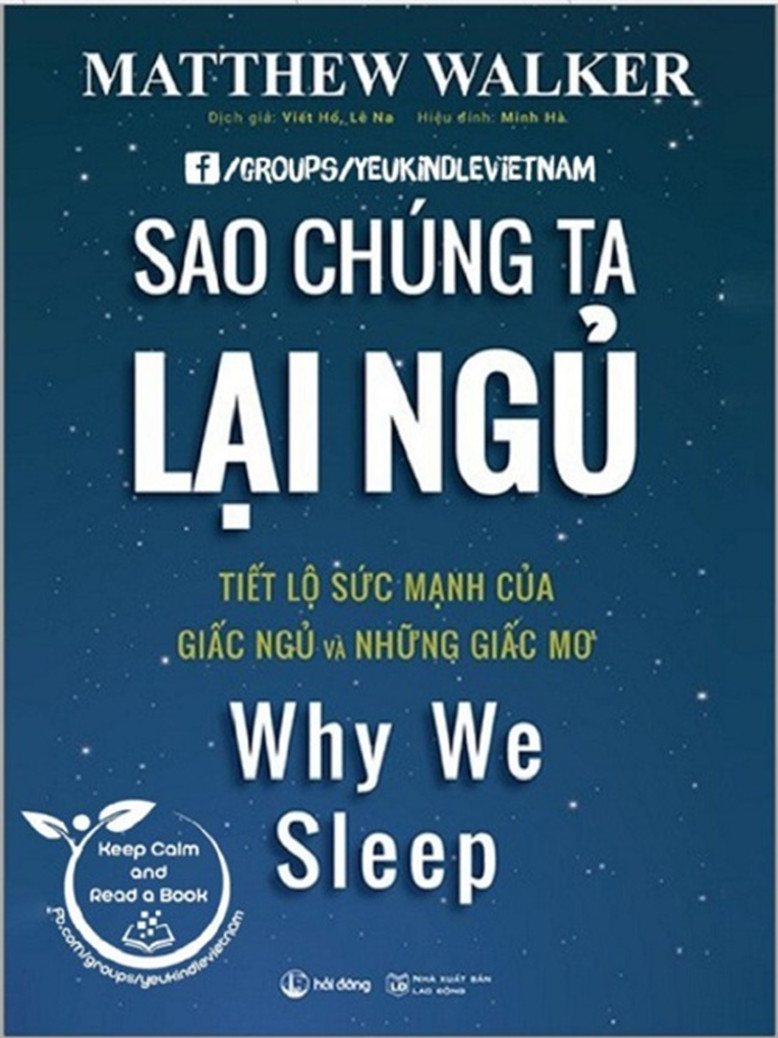 MATTHEW WALKER
Dịch giả: Viết Hổ, Lê Na Hiệu đính: Minh Hà.
f/GROUPS/YEUKINDLEVIETNAM
SAO CHÚNG TA
LẠI NGỦ
TIẾT LỘ SỨC MẠNH CỦA
GIẤC NGỦ VÀ NHỮNG GIẤC MƠ
Why We
Sleep
Keep Calm
and
Read a Book
Fb.com/groups/yeukindlevietnam
hải đăng
LD NHÀ XUẤT BẢN
LAO ĐỘNG